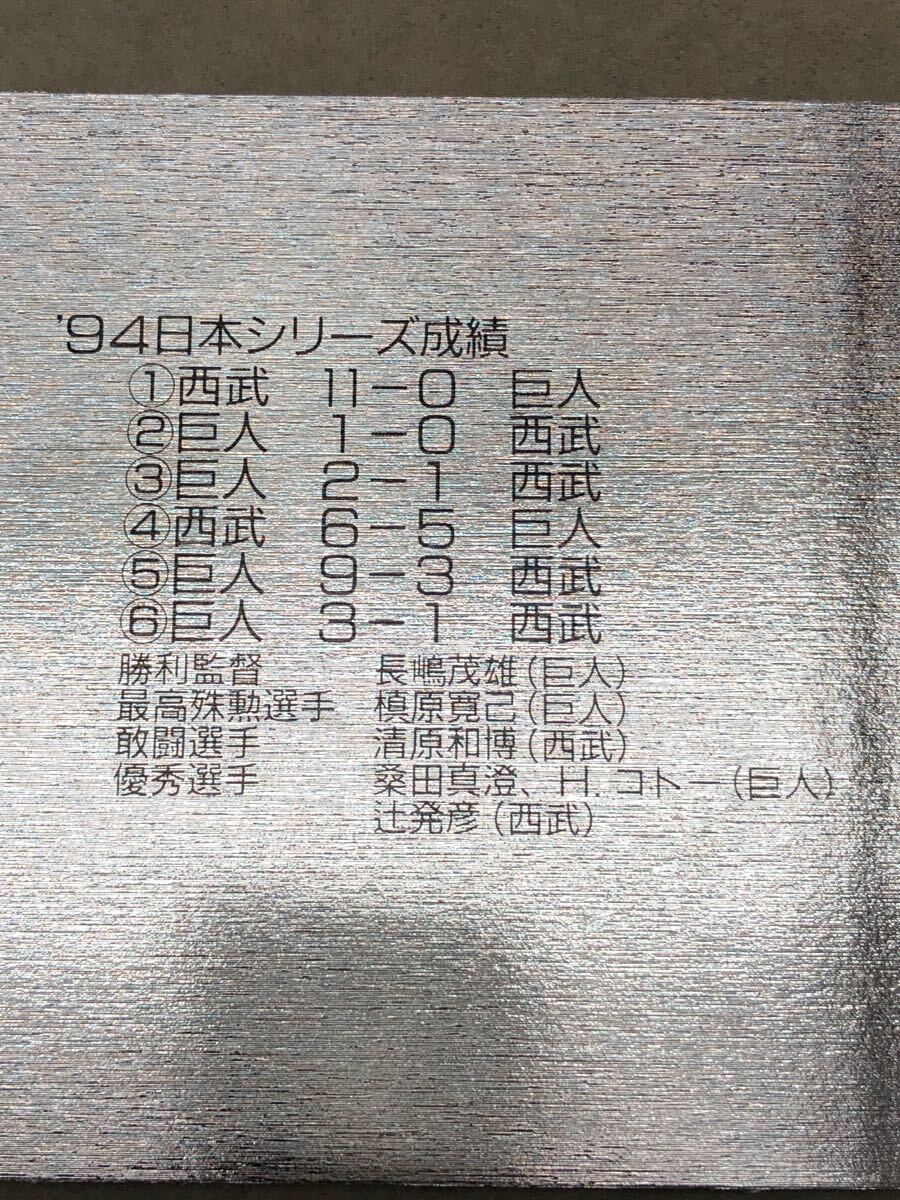 '94日本シリーズ成績
①西武 11－0 巨人
②巨人 1－0 西武
③巨人 2－1 西武
④西武 6－5 巨人
⑤巨人 9－3 西武
⑥巨人 3－1 西武
勝利監督 長嶋茂雄(巨人)
最高殊勲選手 槙原寛己(巨人)
敢闘選手 清原和博(西武)
優秀選手 桑田真澄、H.コトー(巨人)
辻発彦(西武)